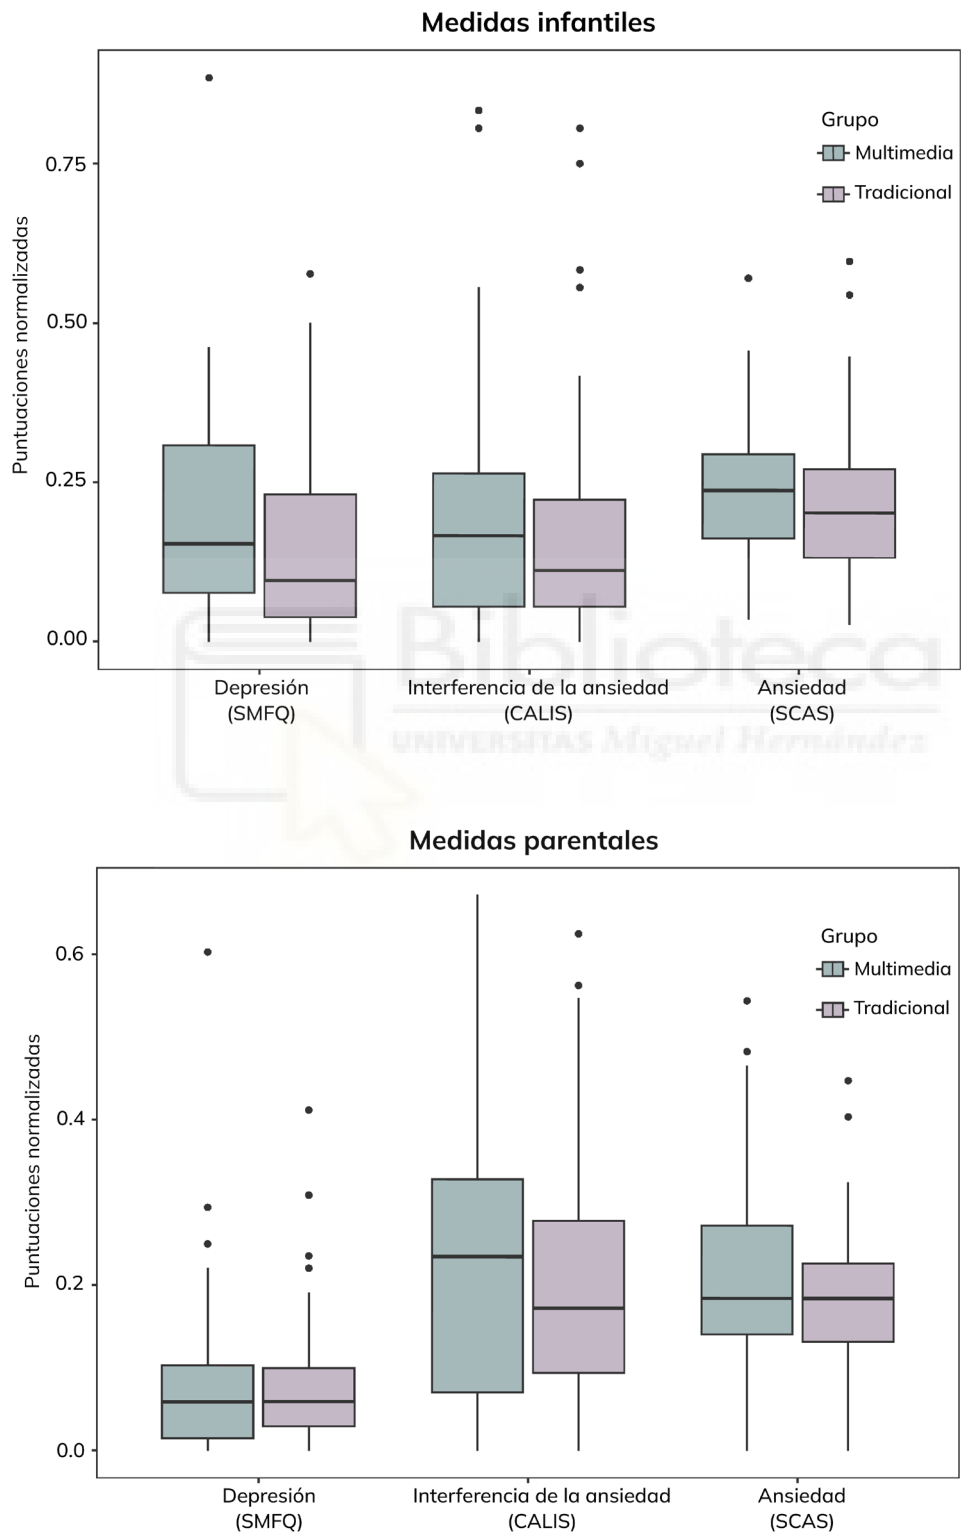 Medidas infantiles
Puntuaciones normalizadas
0.75
0.50
0.25
0.00
Grupo
Multimedia
Tradicional
Depresión
(SMFQ)
Interferencia de la ansiedad
(CALIS)
Ansiedad
(SCAS)
Biblioteca
UNIVERSITAS Miguel Hernández
Medidas parentales
Puntuaciones normalizadas
0.6
0.4
0.2
0.0
Grupo
Multimedia
Tradicional
Depresión
(SMFQ)
Interferencia de la ansiedad
(CALIS)
Ansiedad
(SCAS)